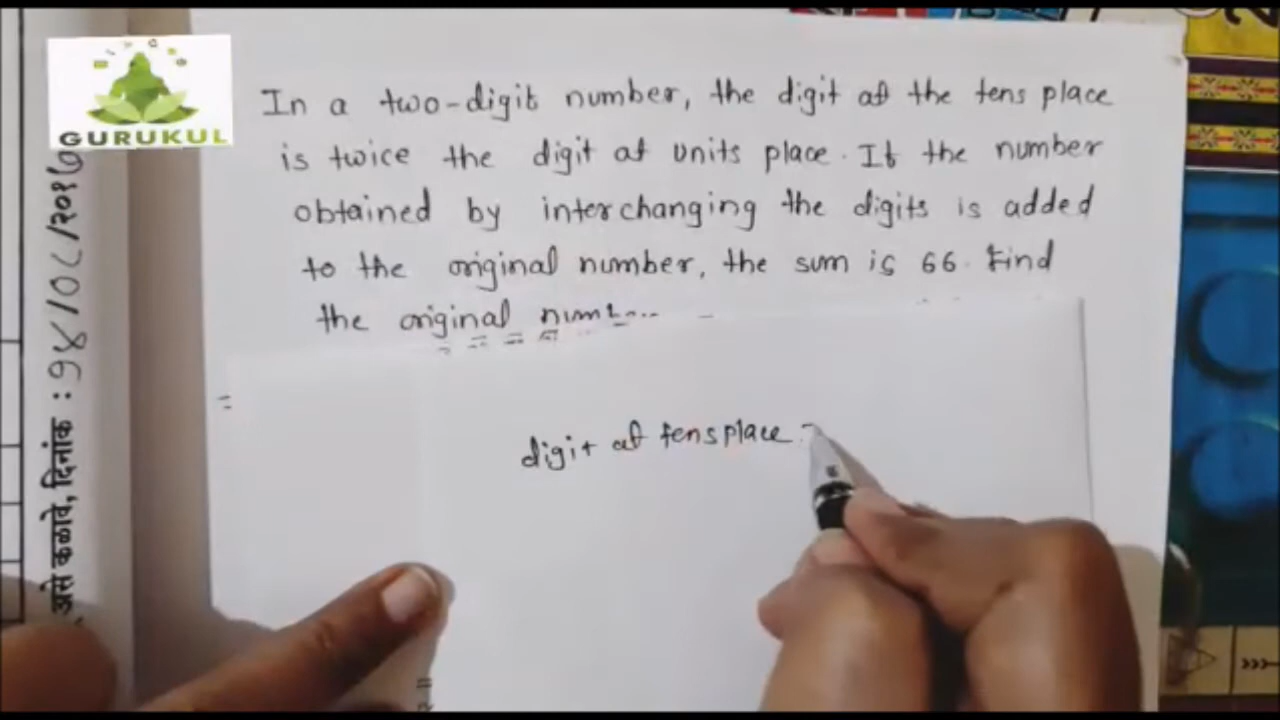 GURUKUL
In a two-digit number, the digit at the tens place
is twice the digit at units place. If the number
obtained by interchanging the digits is added
to the original number, the sum is 66. Find
the original
digit at tens place =
असे कळावे, दिनांक :